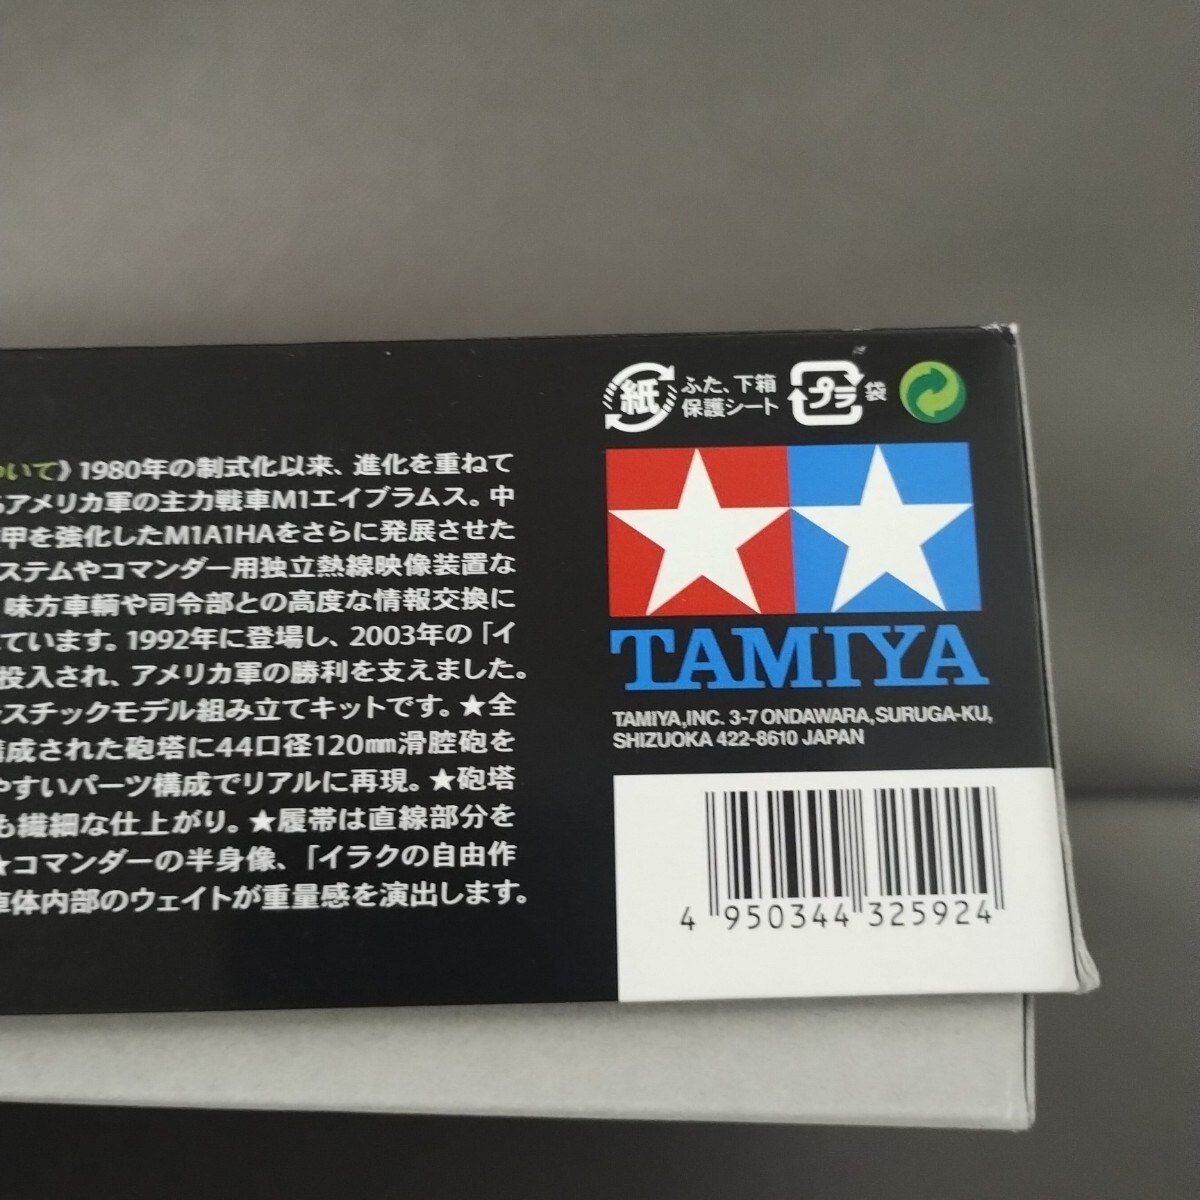 紙 ふた、下箱
保護シート
プラ 袋
ついて》1980年の制式化以来、進化を重ねて
アメリカ軍の主力戦車M1エイブラムス。中
甲を強化したM1A1HAをさらに発展させた
ステムやコマンダー用独立熱線映像装置な
味方車輌や司令部との高度な情報交換に
ています。1992年に登場し、2003年の「イ
投入され、アメリカ軍の勝利を支えました。
スチックモデル組み立てキットです。★全
構成された砲塔に44口径120㎜滑腔砲を
やすいパーツ構成でリアルに再現。★砲塔
も繊細な仕上がり。★履帯は直線部分を
★コマンダーの半身像、「イラクの自由作
車体内部のウェイトが重量感を演出します。
TAMIYA
TAMIYA,INC. 3-7 ONDAWARA,SURUGA-KU,
SHIZUOKA 422-8610 JAPAN
4 950344 325924